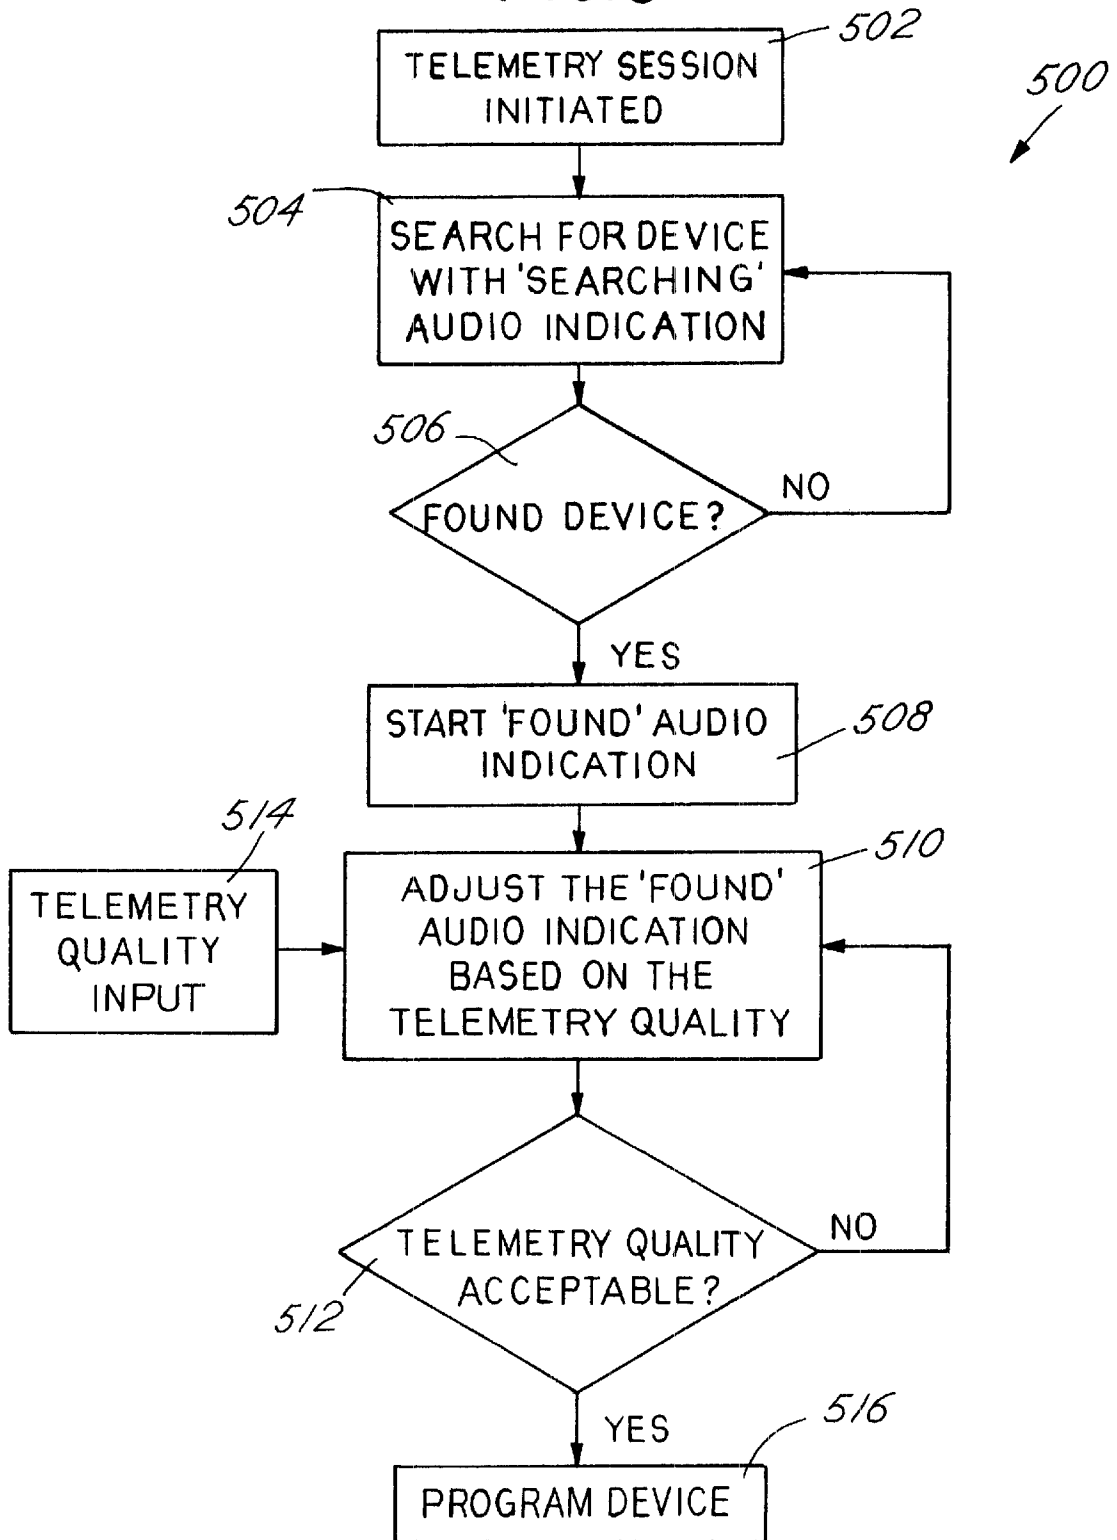 502
TELEMETRY SESSION
INITIATED
500
504
SEARCH FOR DEVICE
WITH 'SEARCHING'
AUDIO INDICATION
506
FOUND DEVICE?
NO
YES
START 'FOUND' AUDIO
INDICATION
508
514
TELEMETRY
QUALITY
INPUT
510
ADJUST THE 'FOUND'
AUDIO INDICATION
BASED ON THE
TELEMETRY QUALITY
NO
TELEMETRY QUALITY
ACCEPTABLE?
512
YES
516
PROGRAM DEVICE